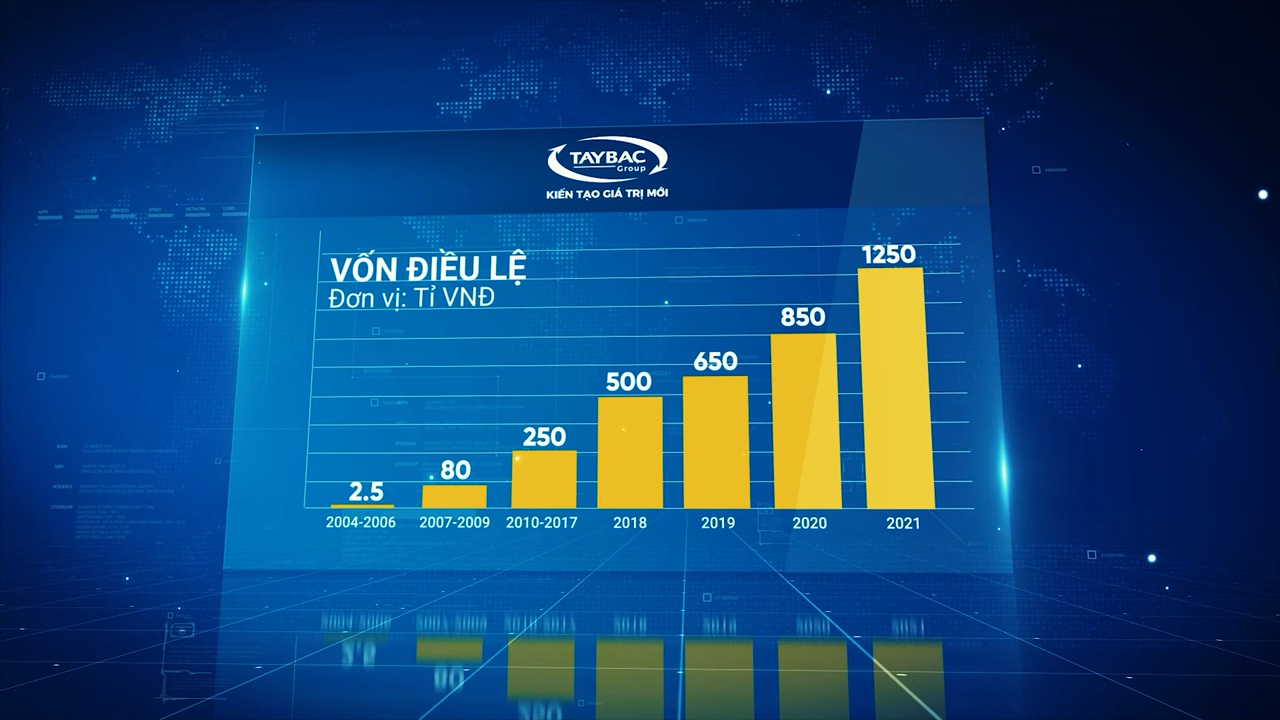 TAYBAC
Group
KIẾN TẠO GIÁ TRỊ MỚI
VỐN ĐIỀU LỆ
Đơn vị: Tỉ VNĐ
2.5
80
250
500
650
850
1250
2004-2006
2007-2009
2010-2017
2018
2019
2020
2021